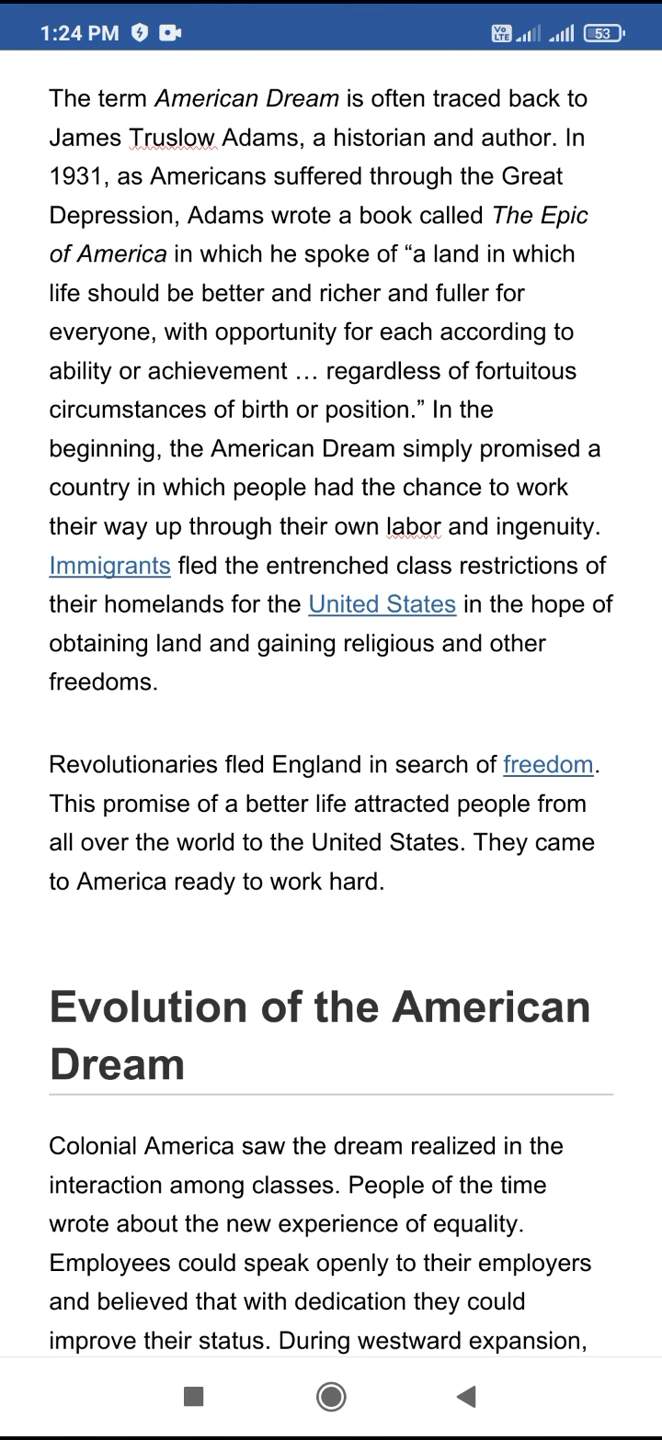 1:24 PM
Vo LTE 53
The term American Dream is often traced back to
James Truslow Adams, a historian and author. In
1931, as Americans suffered through the Great
Depression, Adams wrote a book called The Epic
of America in which he spoke of “a land in which
life should be better and richer and fuller for
everyone, with opportunity for each according to
ability or achievement … regardless of fortuitous
circumstances of birth or position.” In the
beginning, the American Dream simply promised a
country in which people had the chance to work
their way up through their own labor and ingenuity.
Immigrants fled the entrenched class restrictions of
their homelands for the United States in the hope of
obtaining land and gaining religious and other
freedoms.
Revolutionaries fled England in search of freedom.
This promise of a better life attracted people from
all over the world to the United States. They came
to America ready to work hard.
Evolution of the American
Dream
Colonial America saw the dream realized in the
interaction among classes. People of the time
wrote about the new experience of equality.
Employees could speak openly to their employers
and believed that with dedication they could
improve their status. During westward expansion,